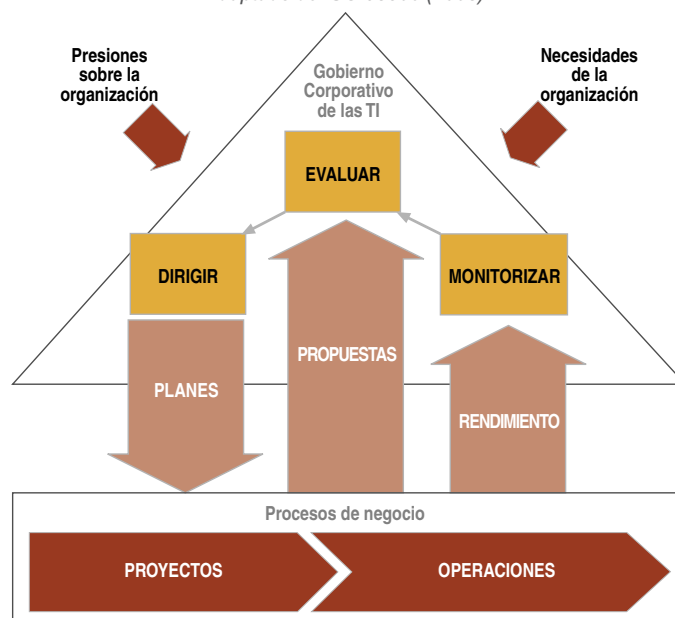 Presiones
sobre la
organización
Gobierno
Corporativo
de las TI
Necesidades
de la
organización
EVALUAR
DIRIGIR
MONITORIZAR
PROPUESTAS
PLANES
RENDIMIENTO
Procesos de negocio
PROYECTOS
OPERACIONES